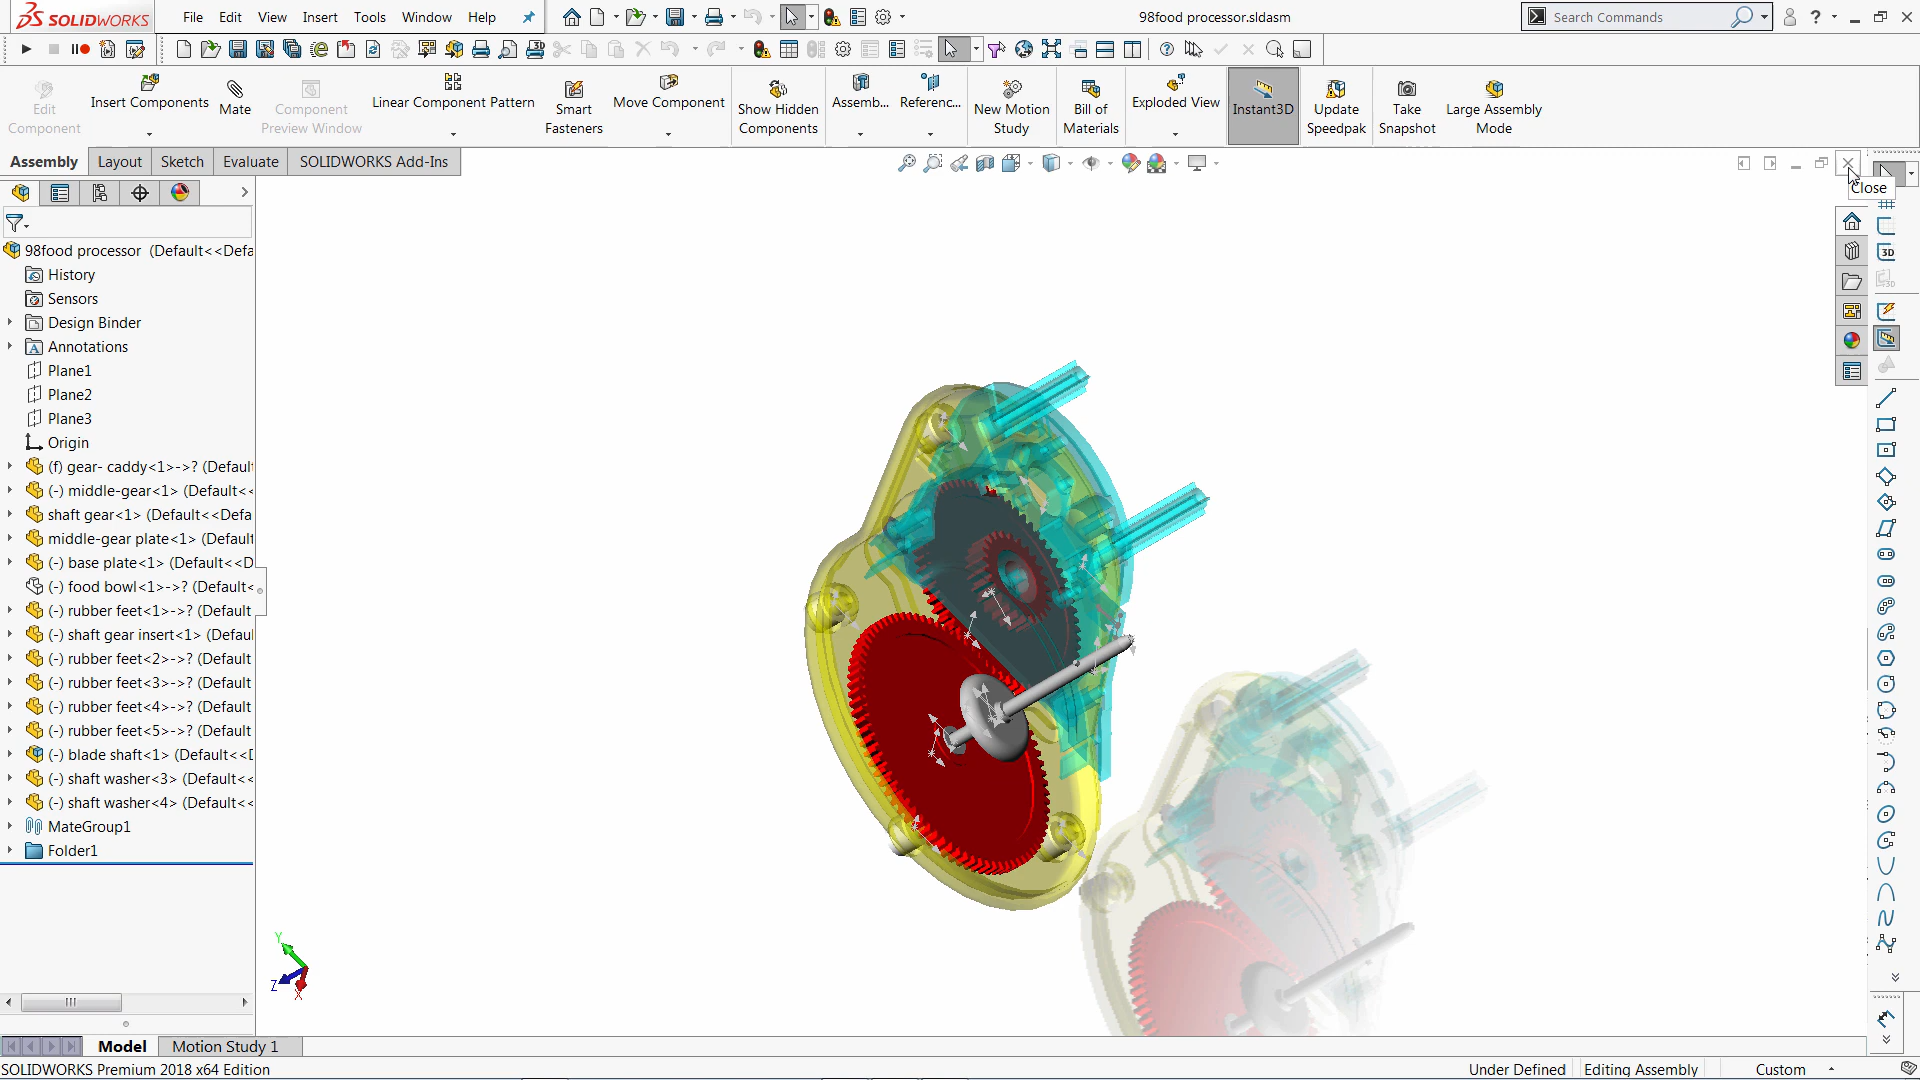 SOLIDWORKS
File Edit View Insert Tools Window Help
98food processor.sldasm
Search Commands
Edit Component
Insert Components
Mate
Component Preview Window
Linear Component Pattern
Smart Fasteners
Move Component
Show Hidden Components
Assemb...
Referenc...
New Motion Study
Bill of Materials
Exploded View
Instant3D
Update Speedpak
Take Snapshot
Large Assembly Mode
Assembly Layout Sketch Evaluate SOLIDWORKS Add-Ins
Close
98food processor (Default<<Defa
History
Sensors
Design Binder
Annotations
Plane1
Plane2
Plane3
Origin
(f) gear- caddy<1>->? (Defaul
(-) middle-gear<1> (Default<<
shaft gear<1> (Default<<Defa
middle-gear plate<1> (Default
(-) base plate<1> (Default<<D
(-) food bowl<1>->? (Default<
(-) rubber feet<1>->? (Default
(-) shaft gear insert<1> (Defaul
(-) rubber feet<2>->? (Default
(-) rubber feet<3>->? (Default
(-) rubber feet<4>->? (Default
(-) rubber feet<5>->? (Default
(-) blade shaft<1> (Default<<D
(-) shaft washer<3> (Default<<
(-) shaft washer<4> (Default<<
MateGroup1
Folder1
Y
Z
X
Model Motion Study 1
SOLIDWORKS Premium 2018 x64 Edition
Under Defined Editing Assembly Custom